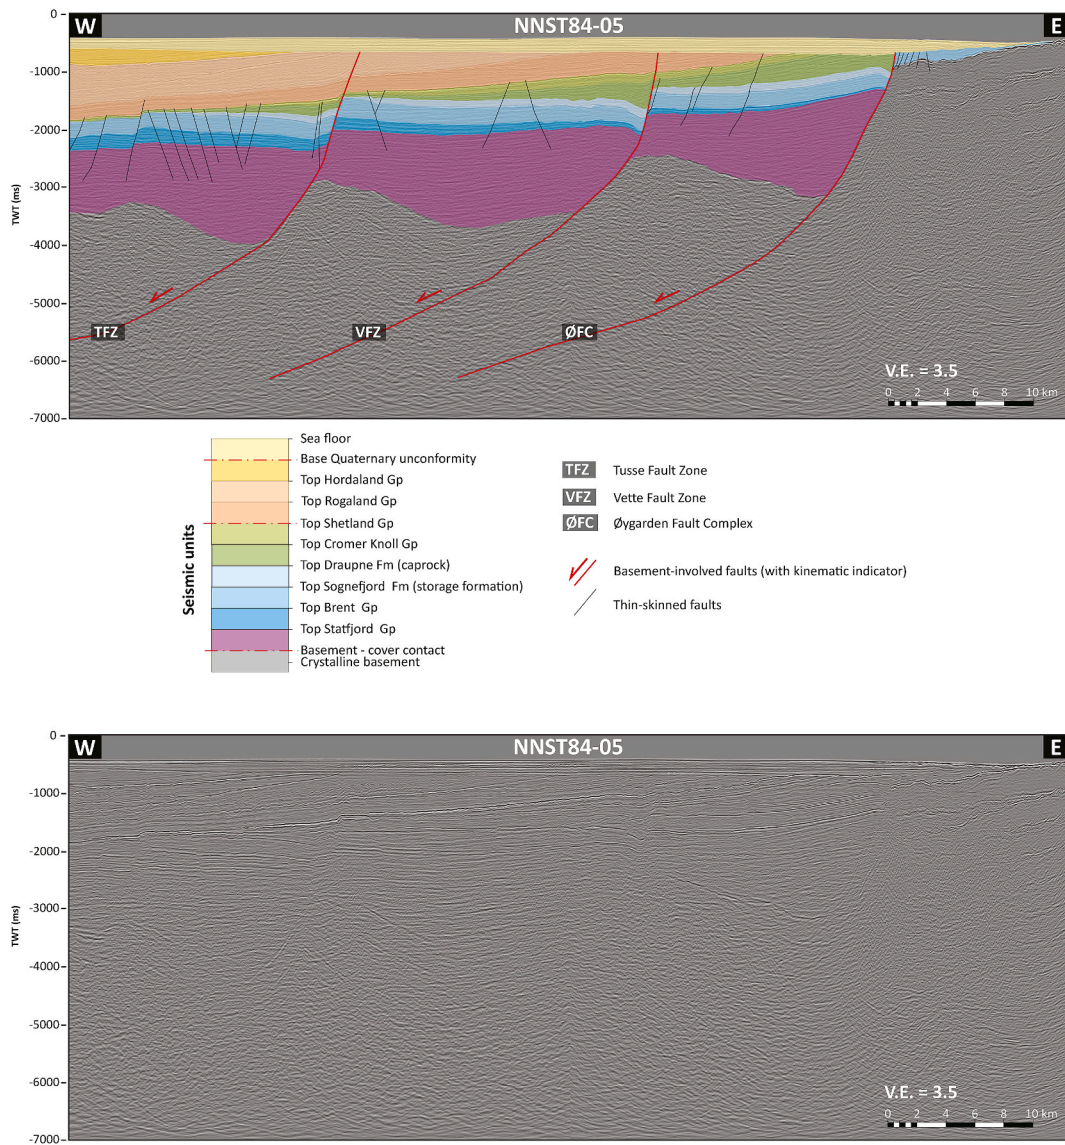 W NNST84-05 E
0
-1000
-2000
-3000
-4000
-5000
-6000
-7000
TWT (ms)
TFZ VFZ ØFC
V.E. = 3.5
0 2 4 6 8 10 km
Seismic units
Sea floor
Base Quaternary unconformity
Top Hordaland Gp
Top Rogaland Gp
Top Shetland Gp
Top Cromer Knoll Gp
Top Draupne Fm (caprock)
Top Sognefjord Fm (storage formation)
Top Brent Gp
Top Statfjord Gp
Basement - cover contact
Crystalline basement
TFZ Tusse Fault Zone
VFZ Vette Fault Zone
ØFC Øygarden Fault Complex
Basement-involved faults (with kinematic indicator)
Thin-skinned faults
W NNST84-05 E
0
-1000
-2000
-3000
-4000
-5000
-6000
-7000
TWT (ms)
V.E. = 3.5
0 2 4 6 8 10 km